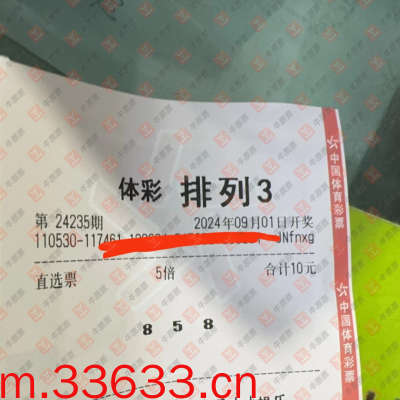 体彩 排列3
第 24235期 2024年09月01日开奖
110530-117461 JNfnxg
直选票 5倍 合计10元
8 5 8
中国体育彩票
中国体育彩票
m.33633.cn